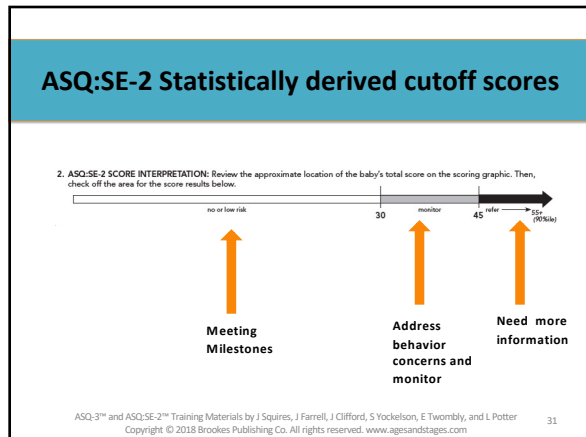 ASQ:SE-2 Statistically derived cutoff scores
2. ASQ:SE-2 SCORE INTERPRETATION: Review the approximate location of the baby's total score on the scoring graphic. Then,
check off the area for the score results below.
no or low risk
monitor
refer
55+
(90%ile)
30
45
Meeting
Milestones
Address
behavior
concerns and
monitor
Need more
information
ASQ-3™ and ASQ:SE-2™ Training Materials by J Squires, J Farrell, J Clifford, S Yockelson, E Twombly, and L Potter
Copyright © 2018 Brookes Publishing Co. All rights reserved. www.agesandstages.com
31